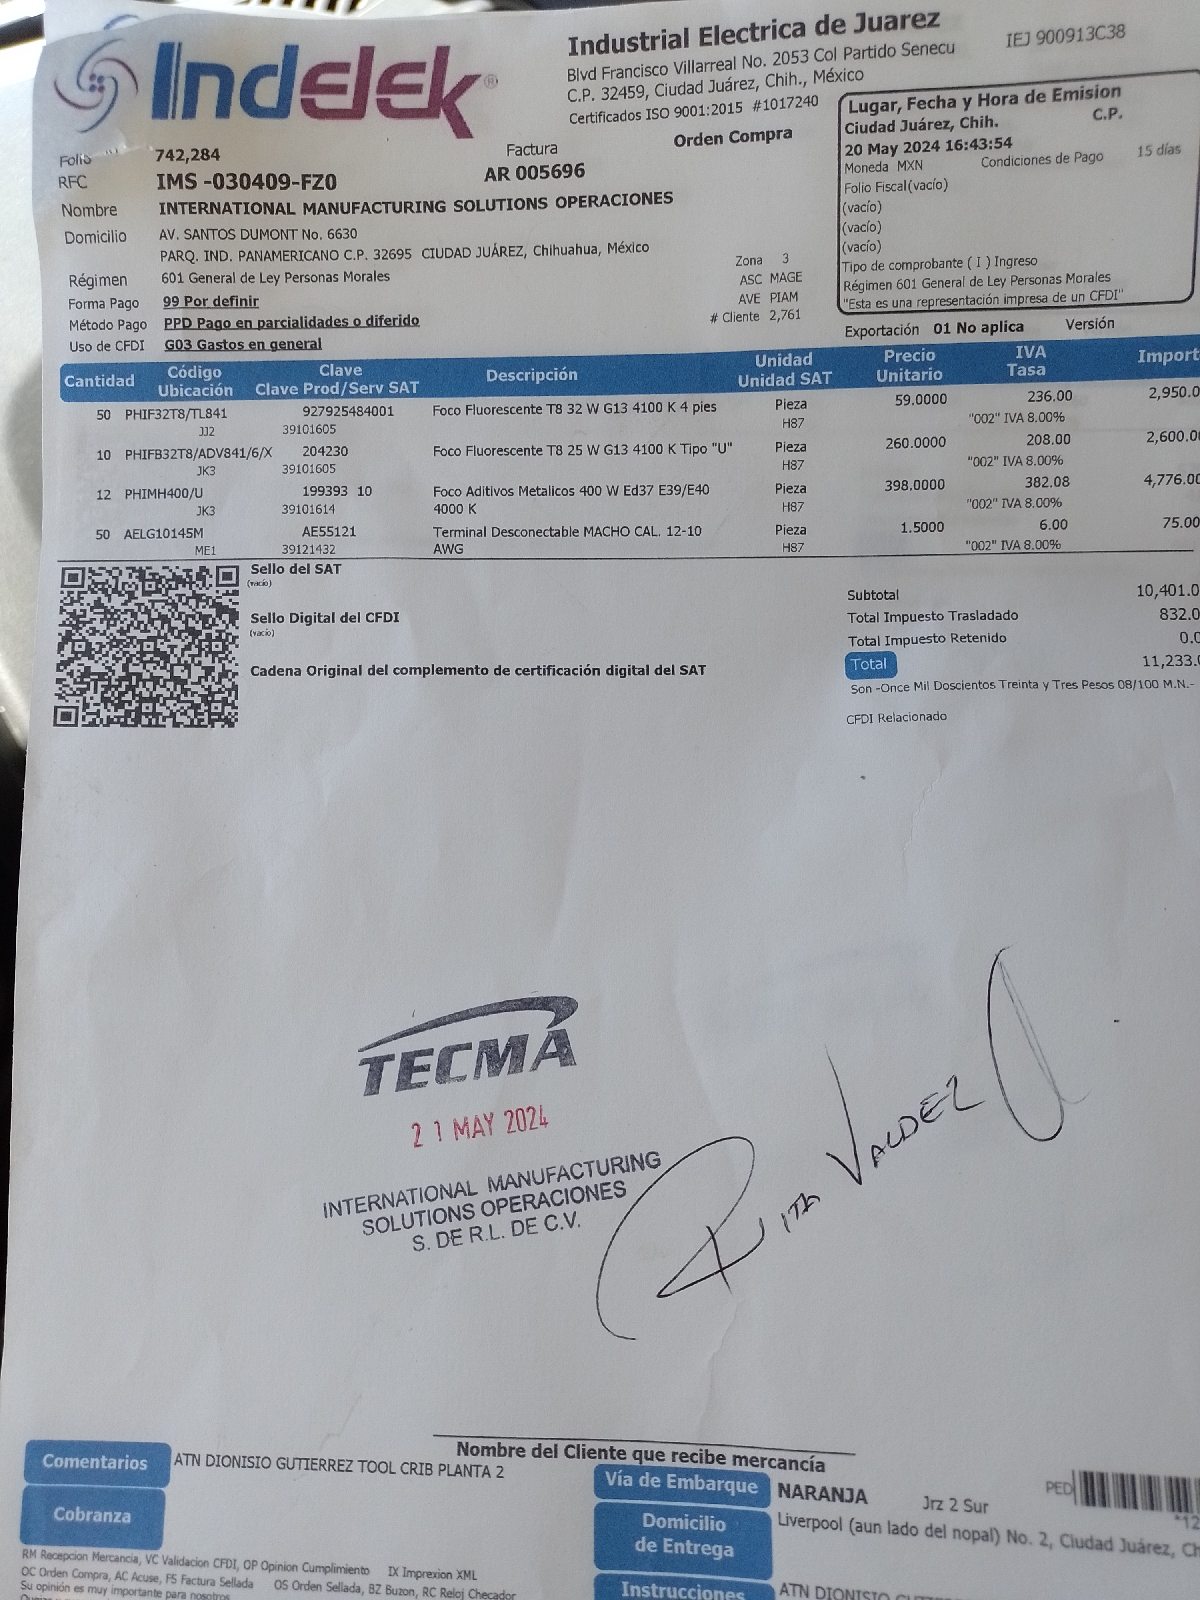 Indelek®
Industrial Electrica de Juarez
IEJ 900913C38
Blvd Francisco Villarreal No. 2053 Col Partido Senecu
C.P. 32459, Ciudad Juárez, Chih., México
Certificados ISO 9001:2015 #1017240
Lugar, Fecha y Hora de Emision
Ciudad Juárez, Chih. C.P.
20 May 2024 16:43:54
Moneda MXN Condiciones de Pago 15 días
Folio Fiscal(vacío)
(vacío)
(vacío)
(vacío)
Tipo de comprobante ( I ) Ingreso
Régimen 601 General de Ley Personas Morales
"Esta es una representación impresa de un CFDI"
Folio 742,284 Factura Orden Compra
RFC IMS -030409-FZ0 AR 005696
Nombre INTERNATIONAL MANUFACTURING SOLUTIONS OPERACIONES
Domicilio AV. SANTOS DUMONT No. 6630
PARQ. IND. PANAMERICANO C.P. 32695 CIUDAD JUÁREZ, Chihuahua, México
Régimen 601 General de Ley Personas Morales
Forma Pago 99 Por definir
Método Pago PPD Pago en parcialidades o diferido
Uso de CFDI G03 Gastos en general
Zona 3
ASC MAGE
AVE PIAM
# Cliente 2,761
Exportación 01 No aplica Versión
Cantidad Código Clave Descripción Unidad Precio IVA Import
Ubicación Clave Prod/Serv SAT Unidad SAT Unitario Tasa
50 PHIF32T8/TL841 927925484001 Foco Fluorescente T8 32 W G13 4100 K 4 pies Pieza 59.0000 236.00 2,950.0
JJ2 39101605 H87 "002" IVA 8.00%
10 PHIFB32T8/ADV841/6/X 204230 Foco Fluorescente T8 25 W G13 4100 K Tipo "U" Pieza 260.0000 208.00 2,600.00
JK3 39101605 H87 "002" IVA 8.00%
12 PHIMH400/U 199393 10 Foco Aditivos Metalicos 400 W Ed37 E39/E40 Pieza 398.0000 382.08 4,776.00
JK3 39101614 4000 K H87 "002" IVA 8.00%
50 AELG10145M AE55121 Terminal Desconectable MACHO CAL. 12-10 Pieza 1.5000 6.00 75.00
ME1 39121432 AWG H87 "002" IVA 8.00%
Sello del SAT
(vacío)
Sello Digital del CFDI
(vacío)
Cadena Original del complemento de certificación digital del SAT
Subtotal 10,401.0
Total Impuesto Trasladado 832.0
Total Impuesto Retenido 0.0
Total 11,233.0
Son -Once Mil Doscientos Treinta y Tres Pesos 08/100 M.N.-
CFDI Relacionado
TECMA
21 MAY 2024
INTERNATIONAL MANUFACTURING
SOLUTIONS OPERACIONES
S. DE R.L. DE C.V.
RITA VALDEZ
Nombre del Cliente que recibe mercancía
Comentarios ATN DIONISIO GUTIERREZ TOOL CRIB PLANTA 2
Cobranza
Vía de Embarque NARANJA Jrz 2 Sur PED
Domicilio de Entrega Liverpool (aun lado del nopal) No. 2, Ciudad Juárez, Ch
RM Recepcion Mercancia, VC Validacion CFDI, OP Opinion Cumplimiento IX Imprexion XML
OC Orden Compra, AC Acuse, FS Factura Sellada OS Orden Sellada, BZ Buzon, RC Reloj Checador
Su opinión es muy importante para nosotros
Instrucciones ATN DIONISIO